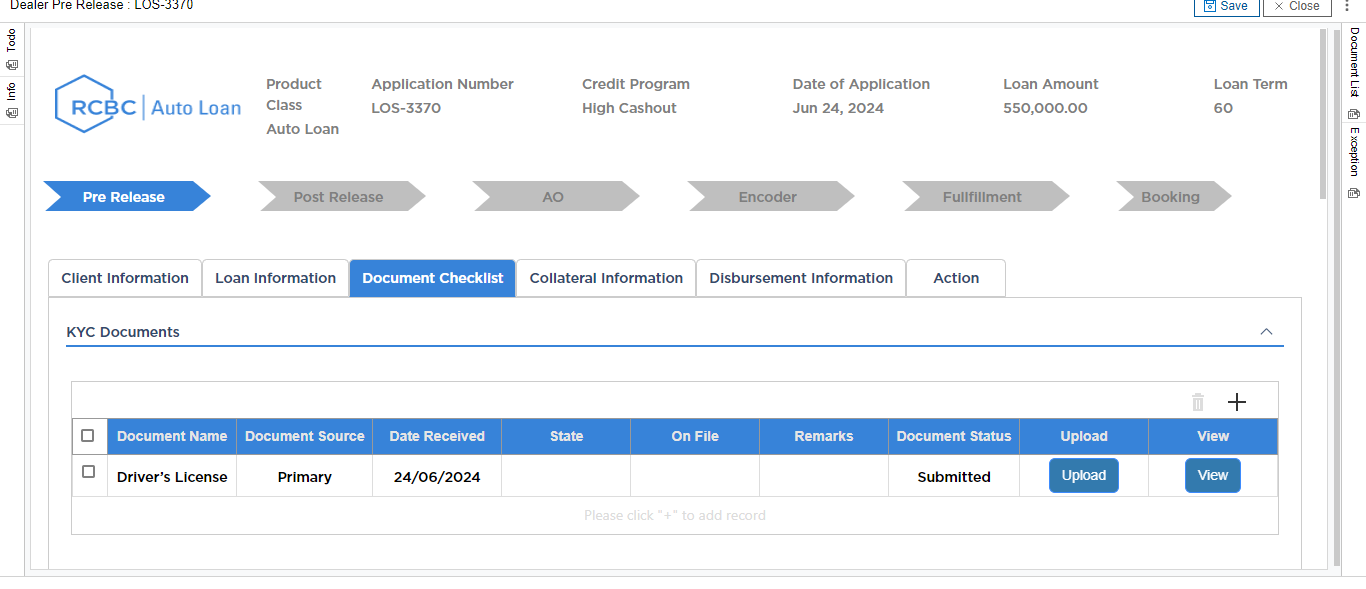 Dealer Pre Release : LOS-3370
Save
Close
Todo
Info
Document List
Exception
RCBC Auto Loan
Product Class
Auto Loan
Application Number
LOS-3370
Credit Program
High Cashout
Date of Application
Jun 24, 2024
Loan Amount
550,000.00
Loan Term
60
Pre Release
Post Release
AO
Encoder
Fullfillment
Booking
Client Information
Loan Information
Document Checklist
Collateral Information
Disbursement Information
Action
KYC Documents
Document Name Document Source Date Received State On File Remarks Document Status Upload View
Driver's License Primary 24/06/2024 Submitted Upload View
Please click "+" to add record